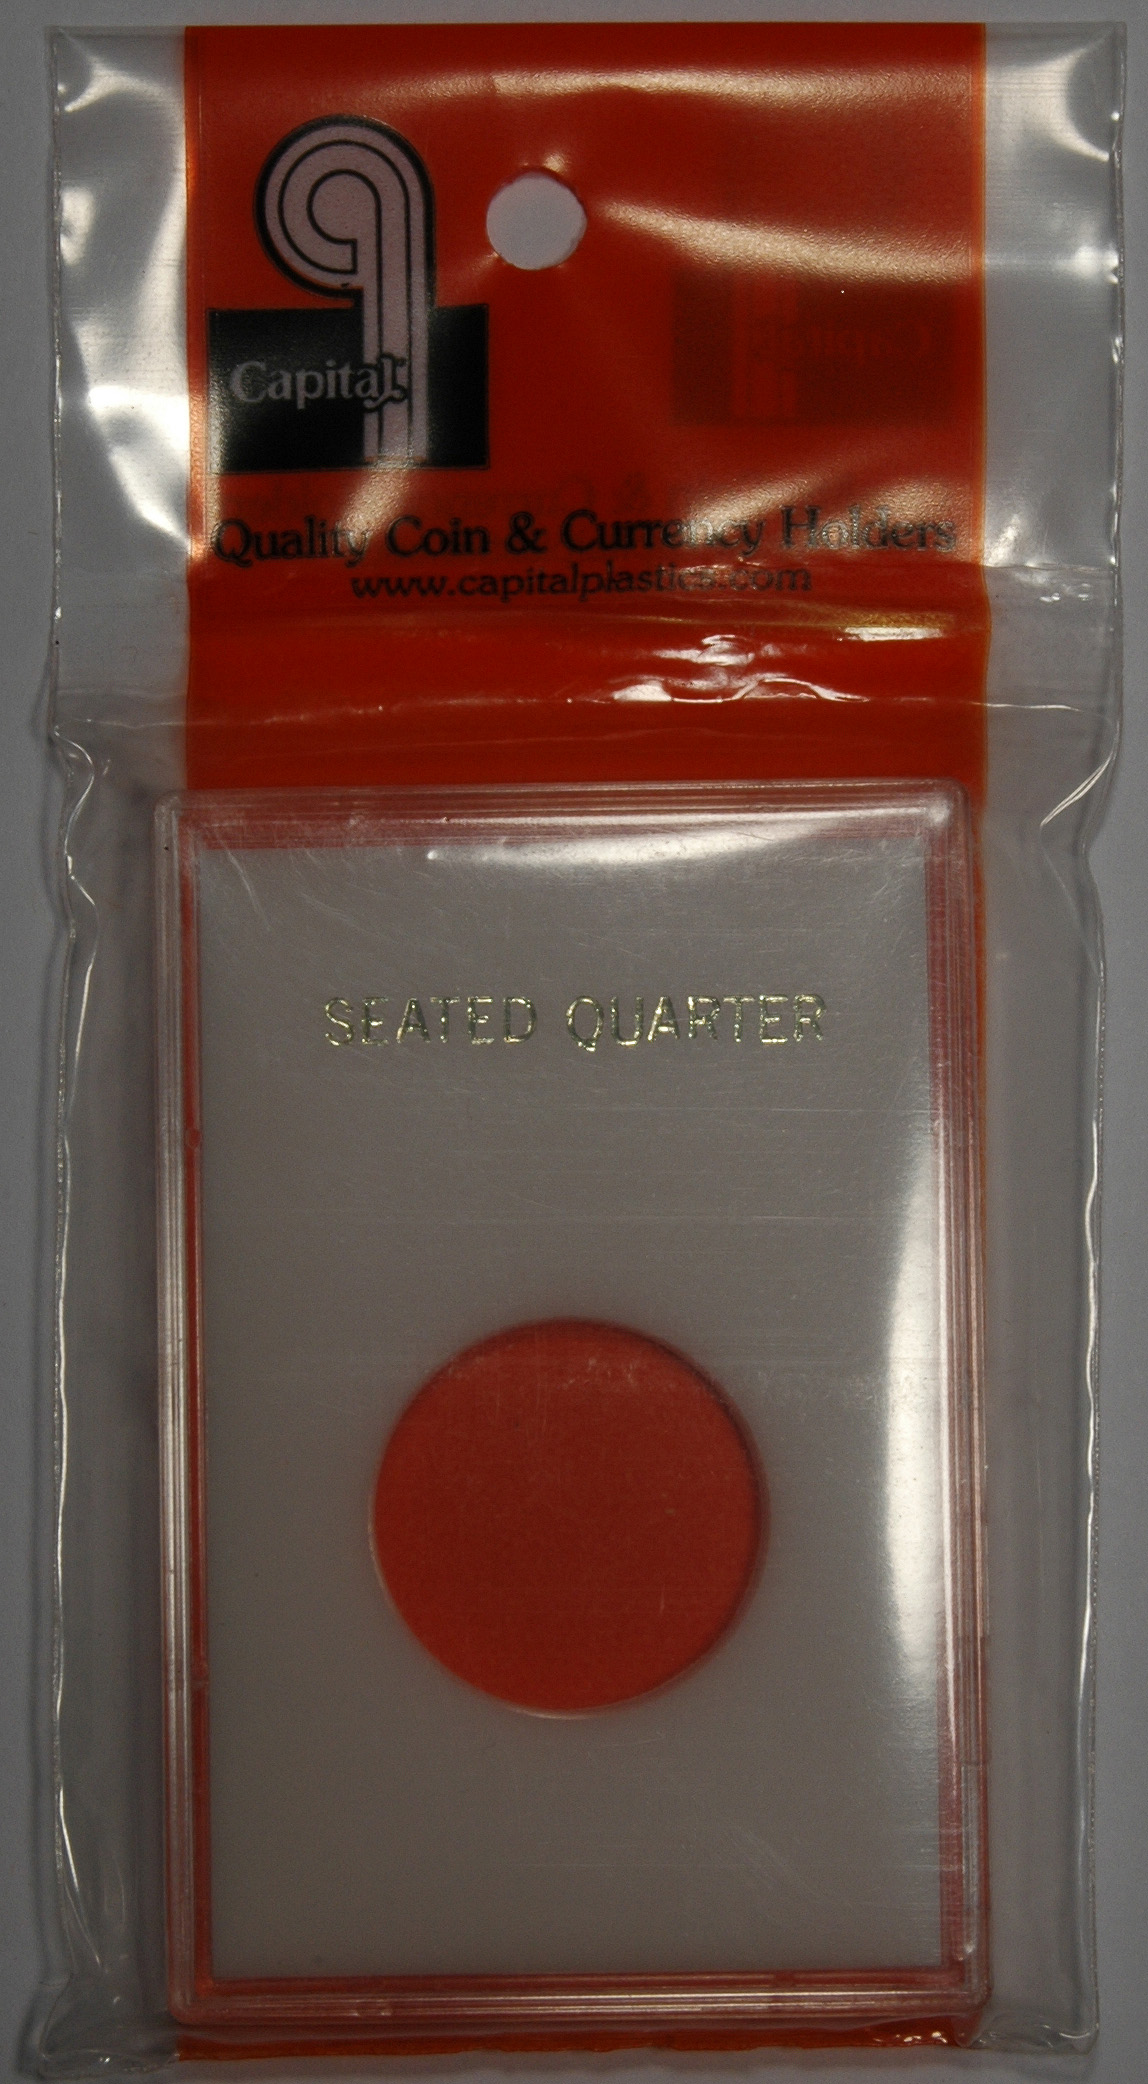 Capital
Quality Coin & Currency Holders
www.capitalplastics.com
SEATED QUARTER